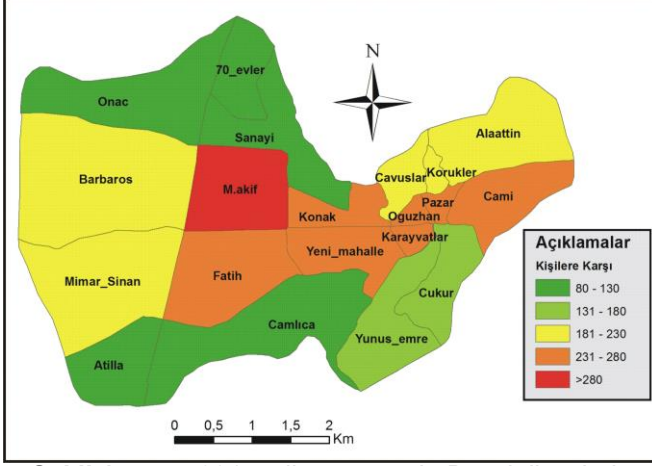 N
70_evler
Onac
Sanayi
Alaattin
Barbaros
M.akif
Cavuslar
Korukler
Cami
Pazar
Konak
Oguzhan
Karayvatlar
Yeni_mahalle
Mimar_Sinan
Fatih
Cukur
Camlıca
Yunus_emre
Atilla
Açıklamalar
Kişilere Karşı
80 - 130
131 - 180
181 - 230
231 - 280
>280
0 0,5 1 1,5 2
Km